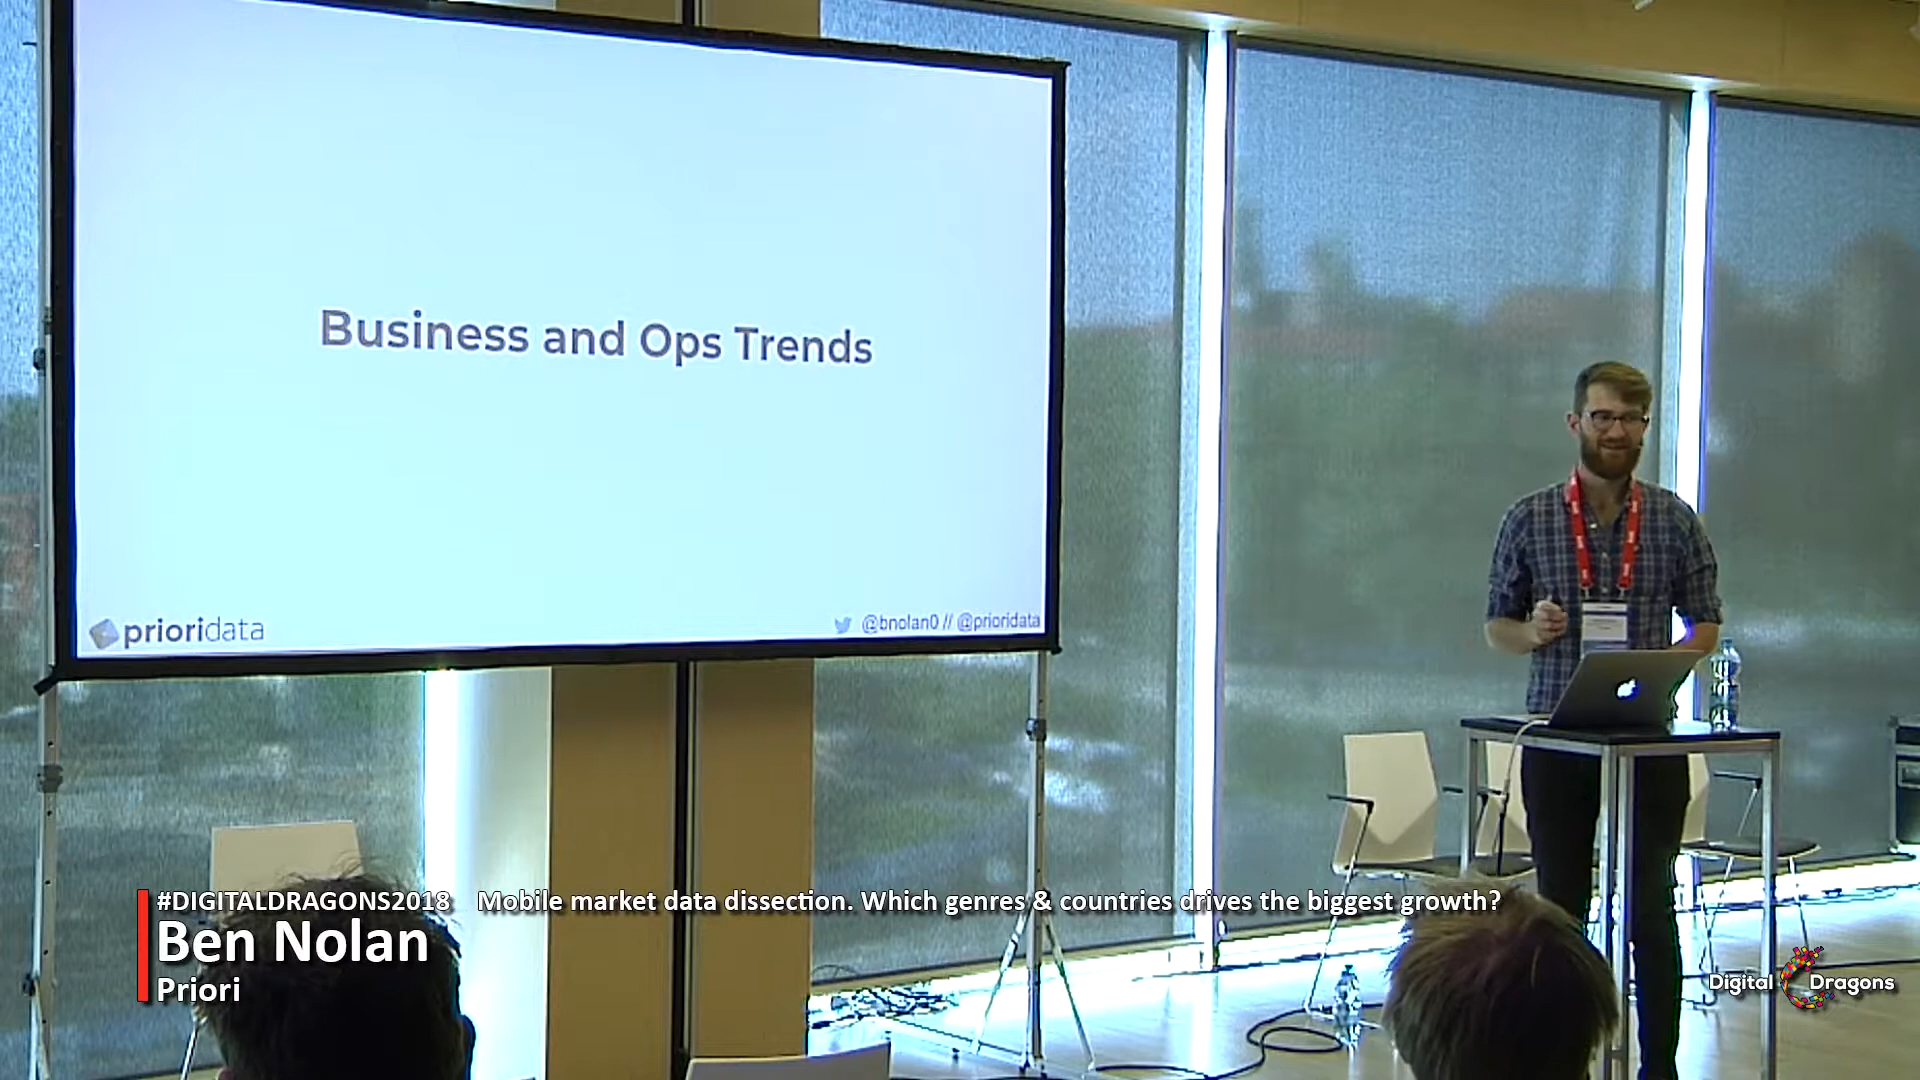 Business and Ops Trends
prioridata
@bnolan0 // @prioridata
#DIGITALDRAGONS2018 Mobile market data dissection. Which genres & countries drives the biggest growth?
Ben Nolan
Priori
Digital Dragons